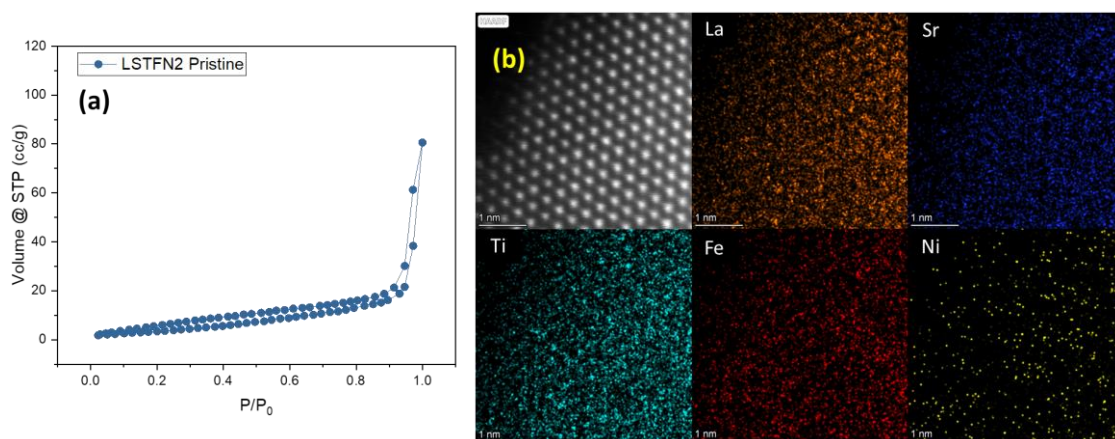 120
100
80
60
40
20
0
Volume @ STP (cc/g)
LSTFN2 Pristine
(a)
0.0 0.2 0.4 0.6 0.8 1.0
P/P0
HAADF
(b)
1 nm
La
1 nm
Sr
1 nm
Ti
1 nm
Fe
1 nm
Ni
1 nm